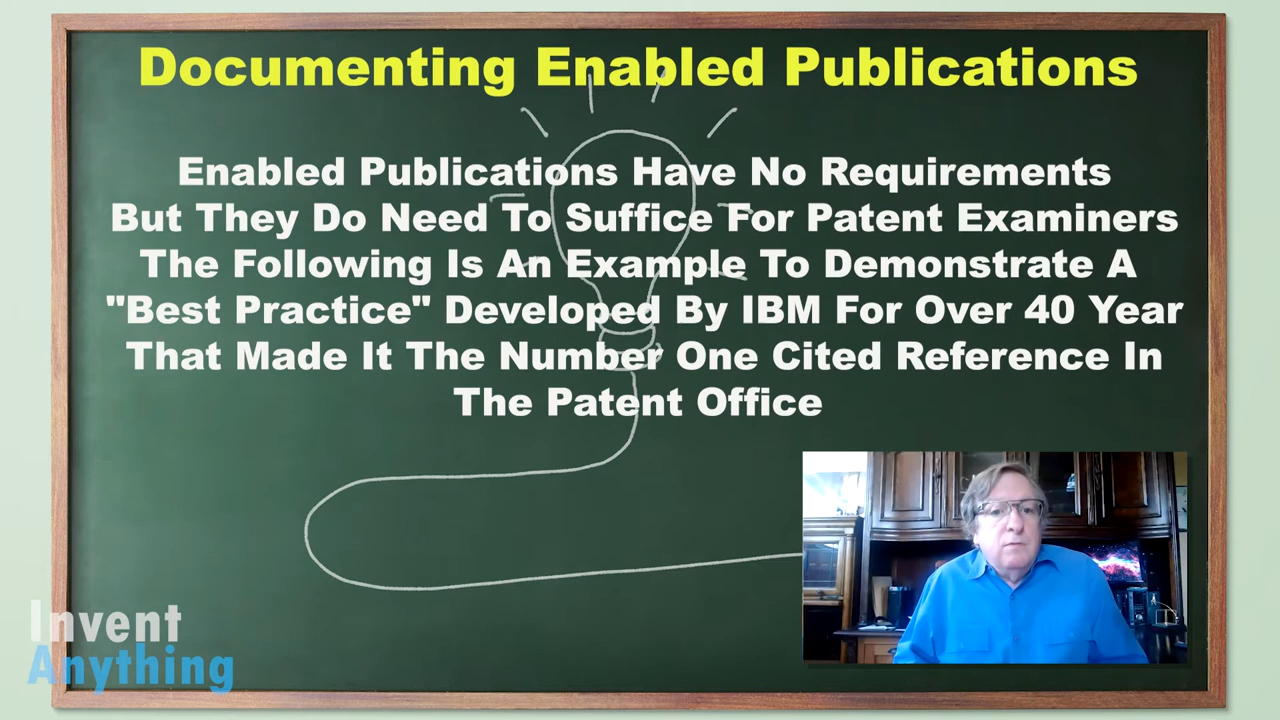 Documenting Enabled Publications
Enabled Publications Have No Requirements
But They Do Need To Suffice For Patent Examiners
The Following Is An Example To Demonstrate A
"Best Practice" Developed By IBM For Over 40 Year
That Made It The Number One Cited Reference In
The Patent Office
Invent
Anything